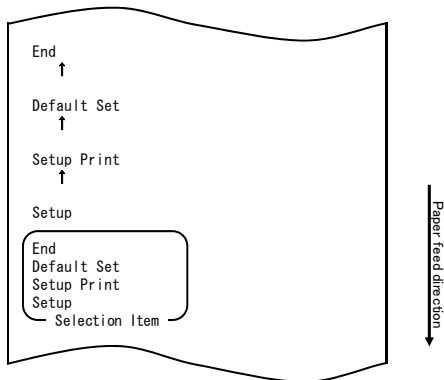 End
↑
Default Set
↑
Setup Print
↑
Setup
End
Default Set
Setup Print
Setup
Selection Item
Paper feed direction